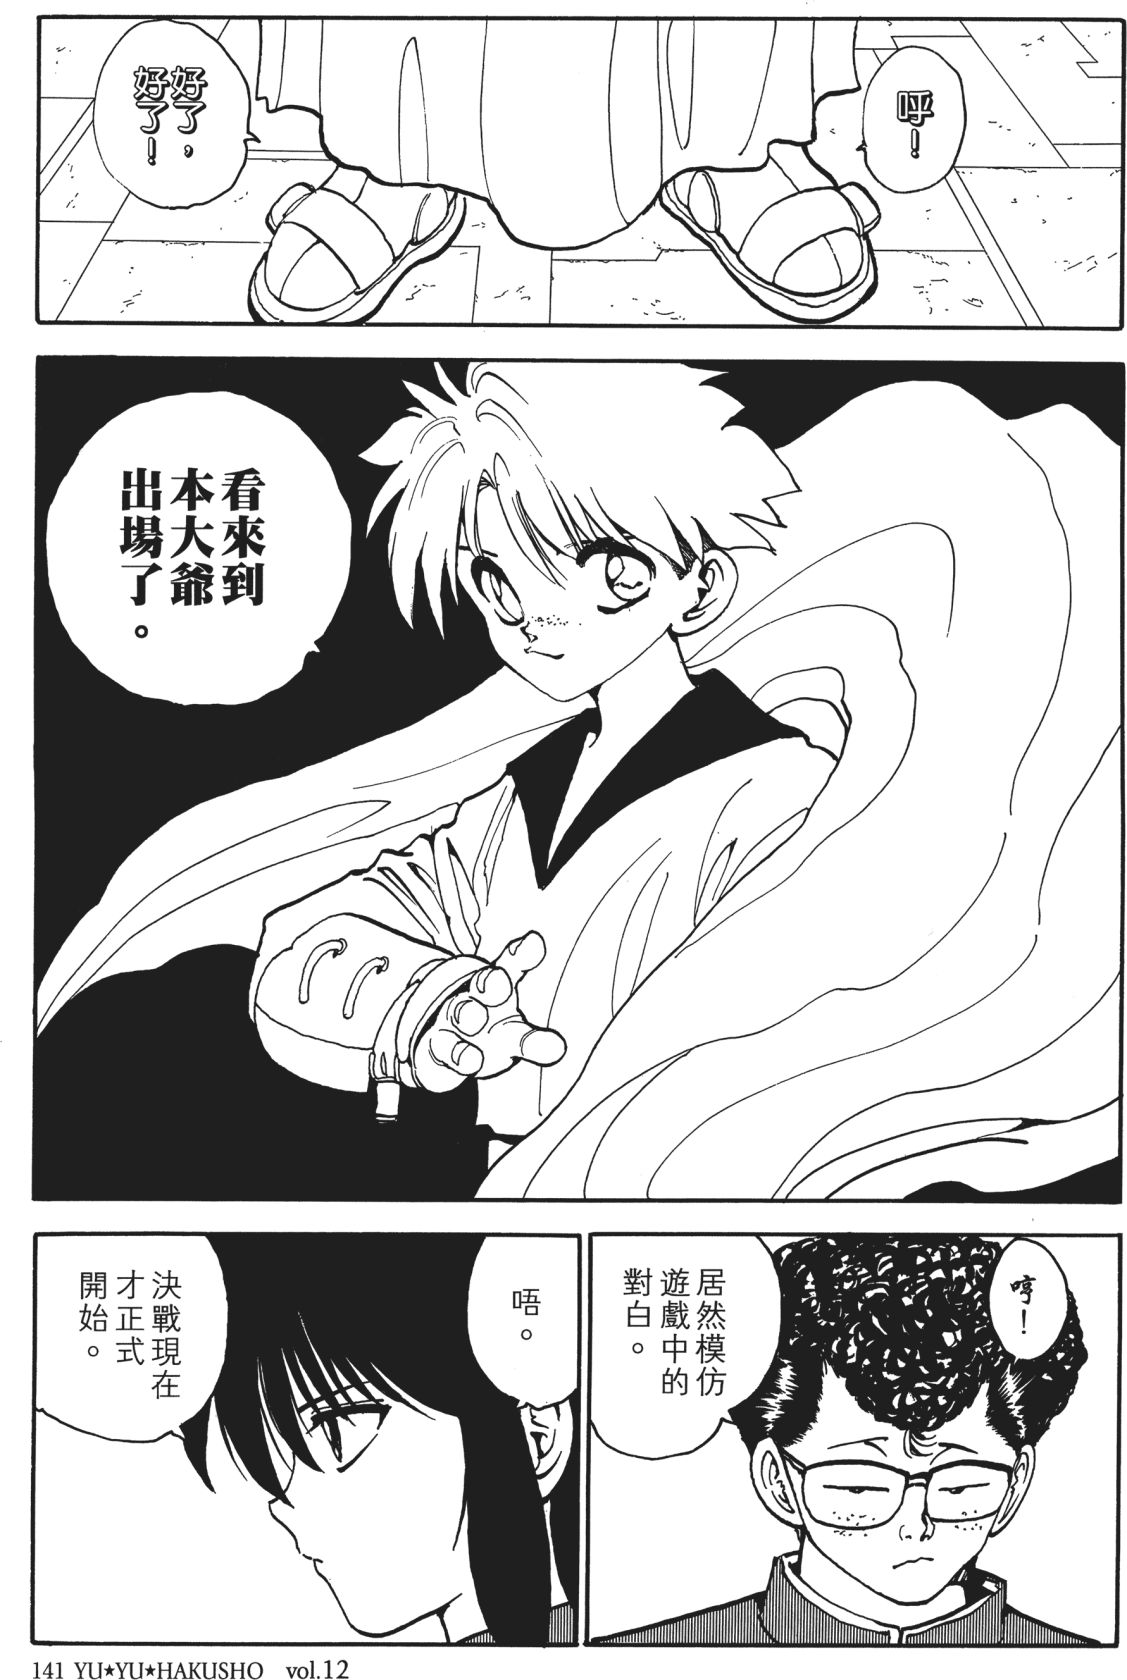 呼！
好了，
好了！
看來到
本大爺
出場了。
哼！
居然模仿
遊戲中的
對白。
唔。
決戰現在
才正式
開始。
141 YU★YU★HAKUSHO vol.12